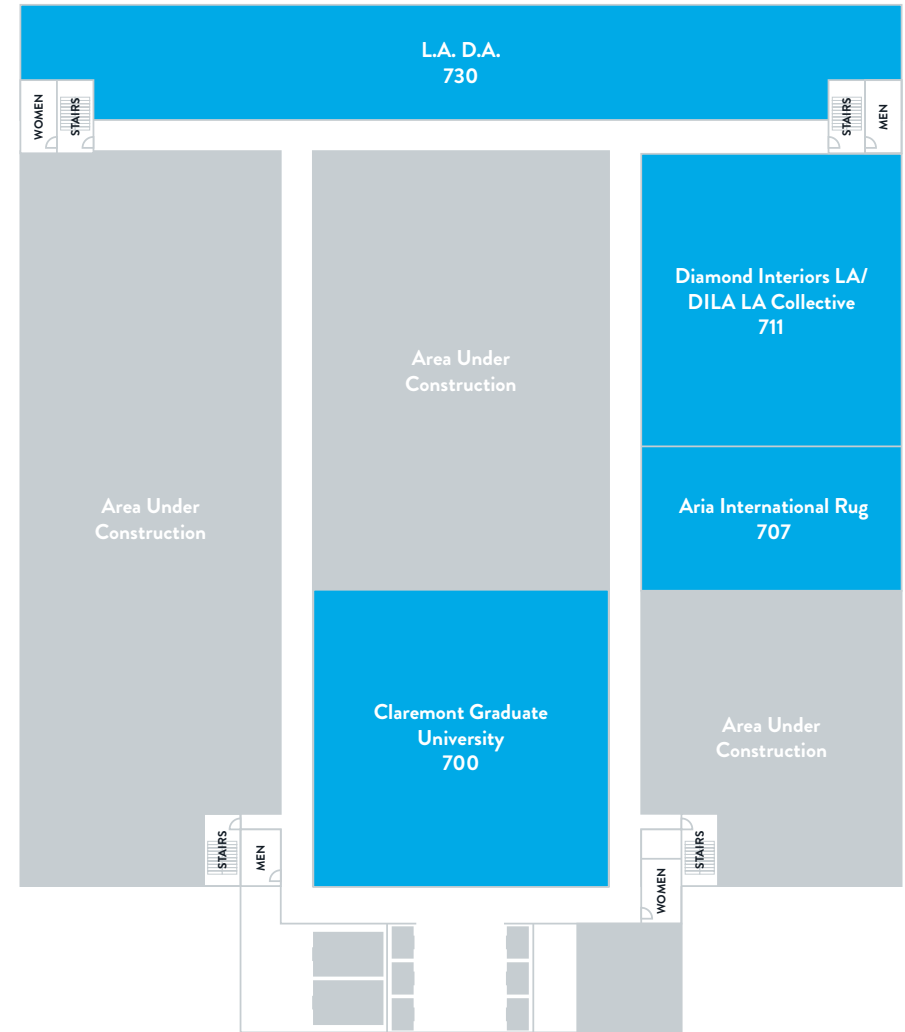 L.A. D.A.
730
WOMEN
STAIRS
STAIRS
MEN
Diamond Interiors LA/
DILA LA Collective
711
Area Under
Construction
Area Under
Construction
Aria International Rug
707
Claremont Graduate
University
700
Area Under
Construction
STAIRS
MEN
WOMEN
STAIRS